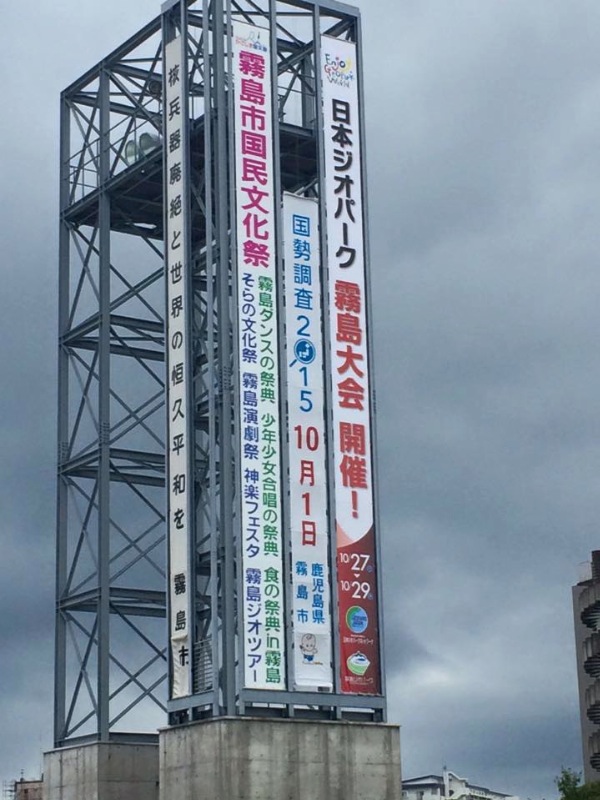 核兵器廃絶と世界の恒久平和を 霧島市
霧島市国民文化祭
霧島ダンスの祭典 少年少女合唱の祭典 食の祭典in霧島
そらの文化祭 霧島演劇祭 神楽フェスタ 霧島ジオツアー
国勢調査2015 10月1日
鹿児島県
霧島市
Enjoy
日本ジオパーク 霧島大会 開催!
10/27
10/29